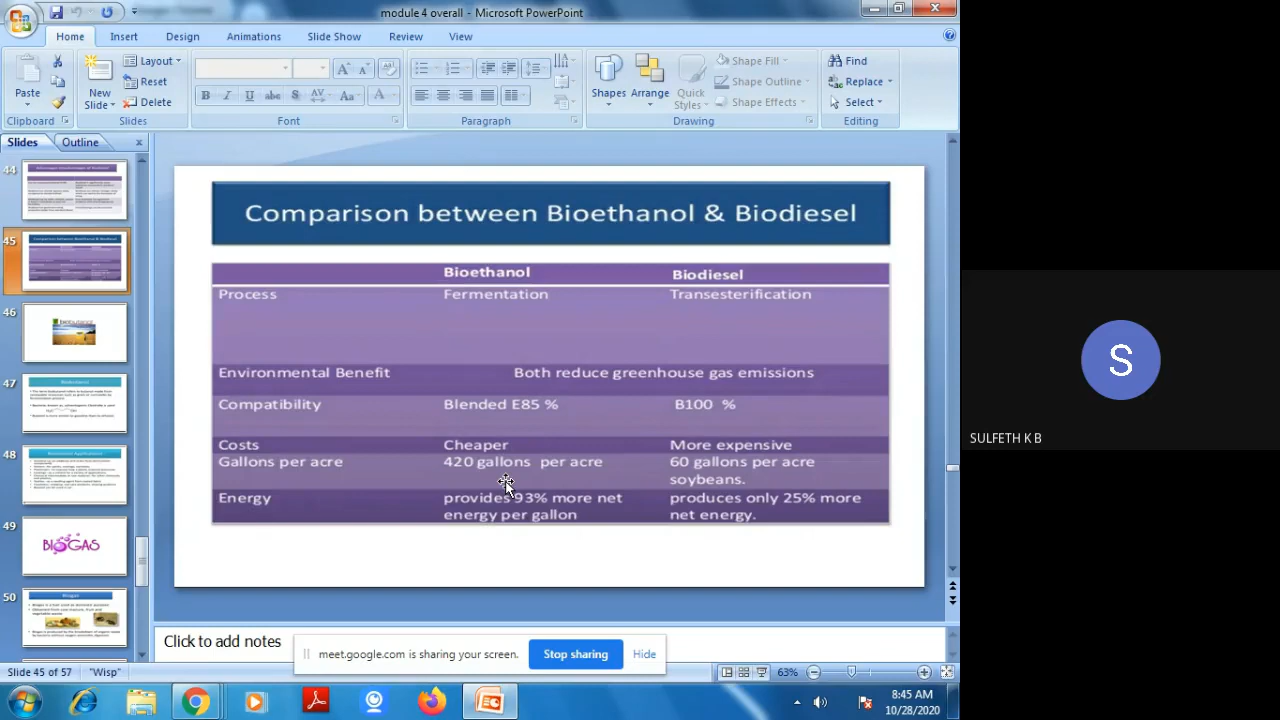 module 4 overall - Microsoft PowerPoint
Home Insert Design Animations Slide Show Review View
Paste
Clipboard
New Slide
Layout
Reset
Delete
Slides
B I U abc S AV Aa A
Font
Paragraph
Shapes Arrange Quick Styles
Shape Fill
Shape Outline
Shape Effects
Drawing
Find
Replace
Select
Editing
Slides Outline
44
45
46
47
48
49
BIOGAS
50
Biogas
Comparison between Bioethanol & Biodiesel
Bioethanol Biodiesel
Process Fermentation Transesterification
Environmental Benefit Both reduce greenhouse gas emissions
Compatibility Blenmad E85 % B100 %
Costs Cheaper More expensive
Gallons per acre 420 gallons per acre 60 gallons per acre
soybeans.
Energy provides 93% more net produces only 25% more
energy per gallon net energy.
Click to add notes
meet.google.com is sharing your screen. Stop sharing Hide
Slide 45 of 57 "Wisp" 63%
8:45 AM
10/28/2020
S
SULFETH K B